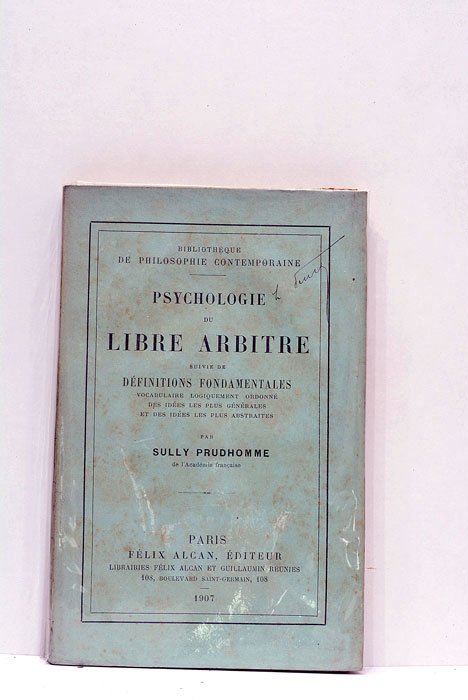 BIBLIOTHÈQUE
DE PHILOSOPHIE CONTEMPORAINE
PSYCHOLOGIE
DU
LIBRE ARBITRE
SUIVIE DE
DÉFINITIONS FONDAMENTALES
VOCABULAIRE LOGIQUEMENT ORDONNÉ
DES IDÉES LES PLUS GÉNÉRALES
ET DES IDÉES LES PLUS ABSTRAITES
PAR
SULLY PRUDHOMME
de l'Académie française
PARIS
FÉLIX ALCAN, ÉDITEUR
LIBRAIRIES FÉLIX ALCAN ET GUILLAUMIN RÉUNIES
108, BOULEVARD SAINT-GERMAIN, 108
1907